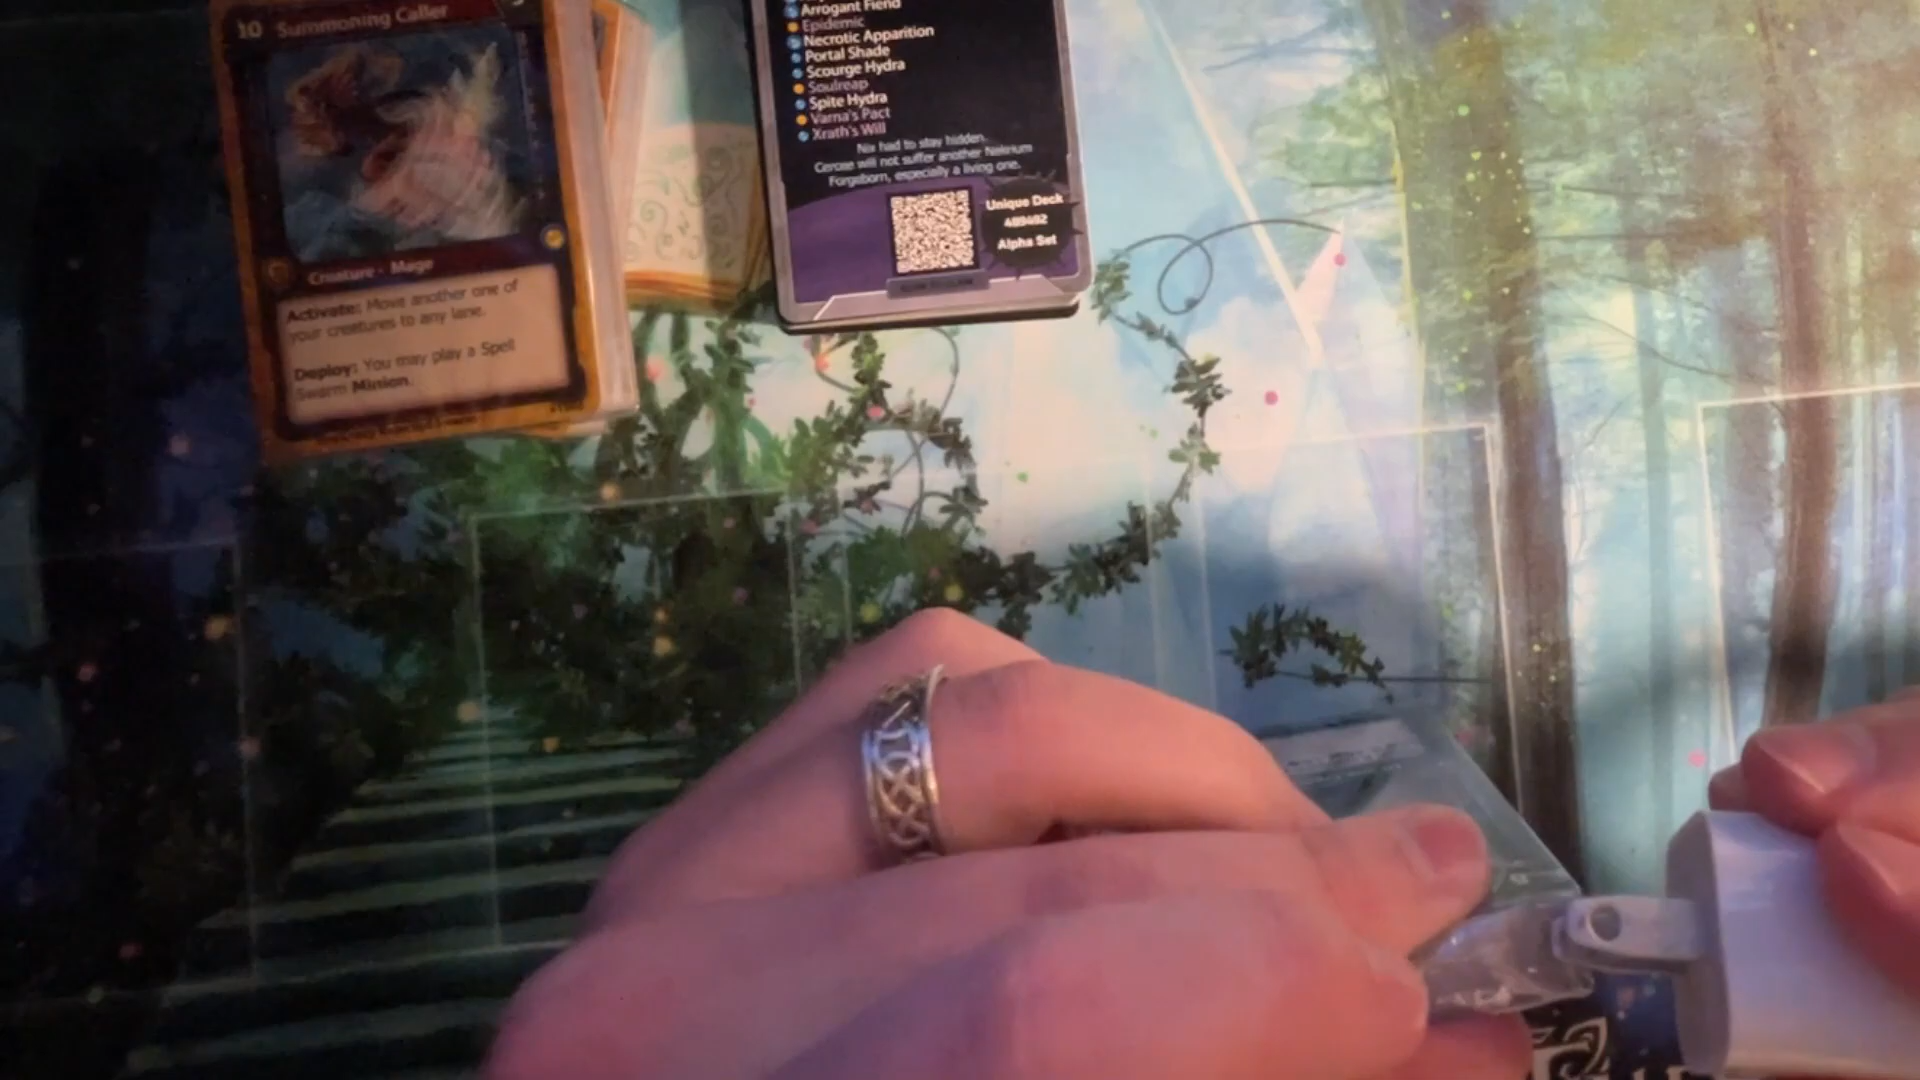 10 Summoning Caller
Creature - Mage
Activate: Move another one of
your creatures to any lane.
Deploy: You may play a Spell
Swarm Minion.
Arrogant Fiend
Epidemic
Necrotic Apparition
Portal Shade
Scourge Hydra
Soulreap
Spite Hydra
Varna's Pact
Xrath's Will
Nix had to stay hidden.
Cerose will not suffer another Nekrium
Forgeborn, especially a living one.
Unique Deck
Alpha Set